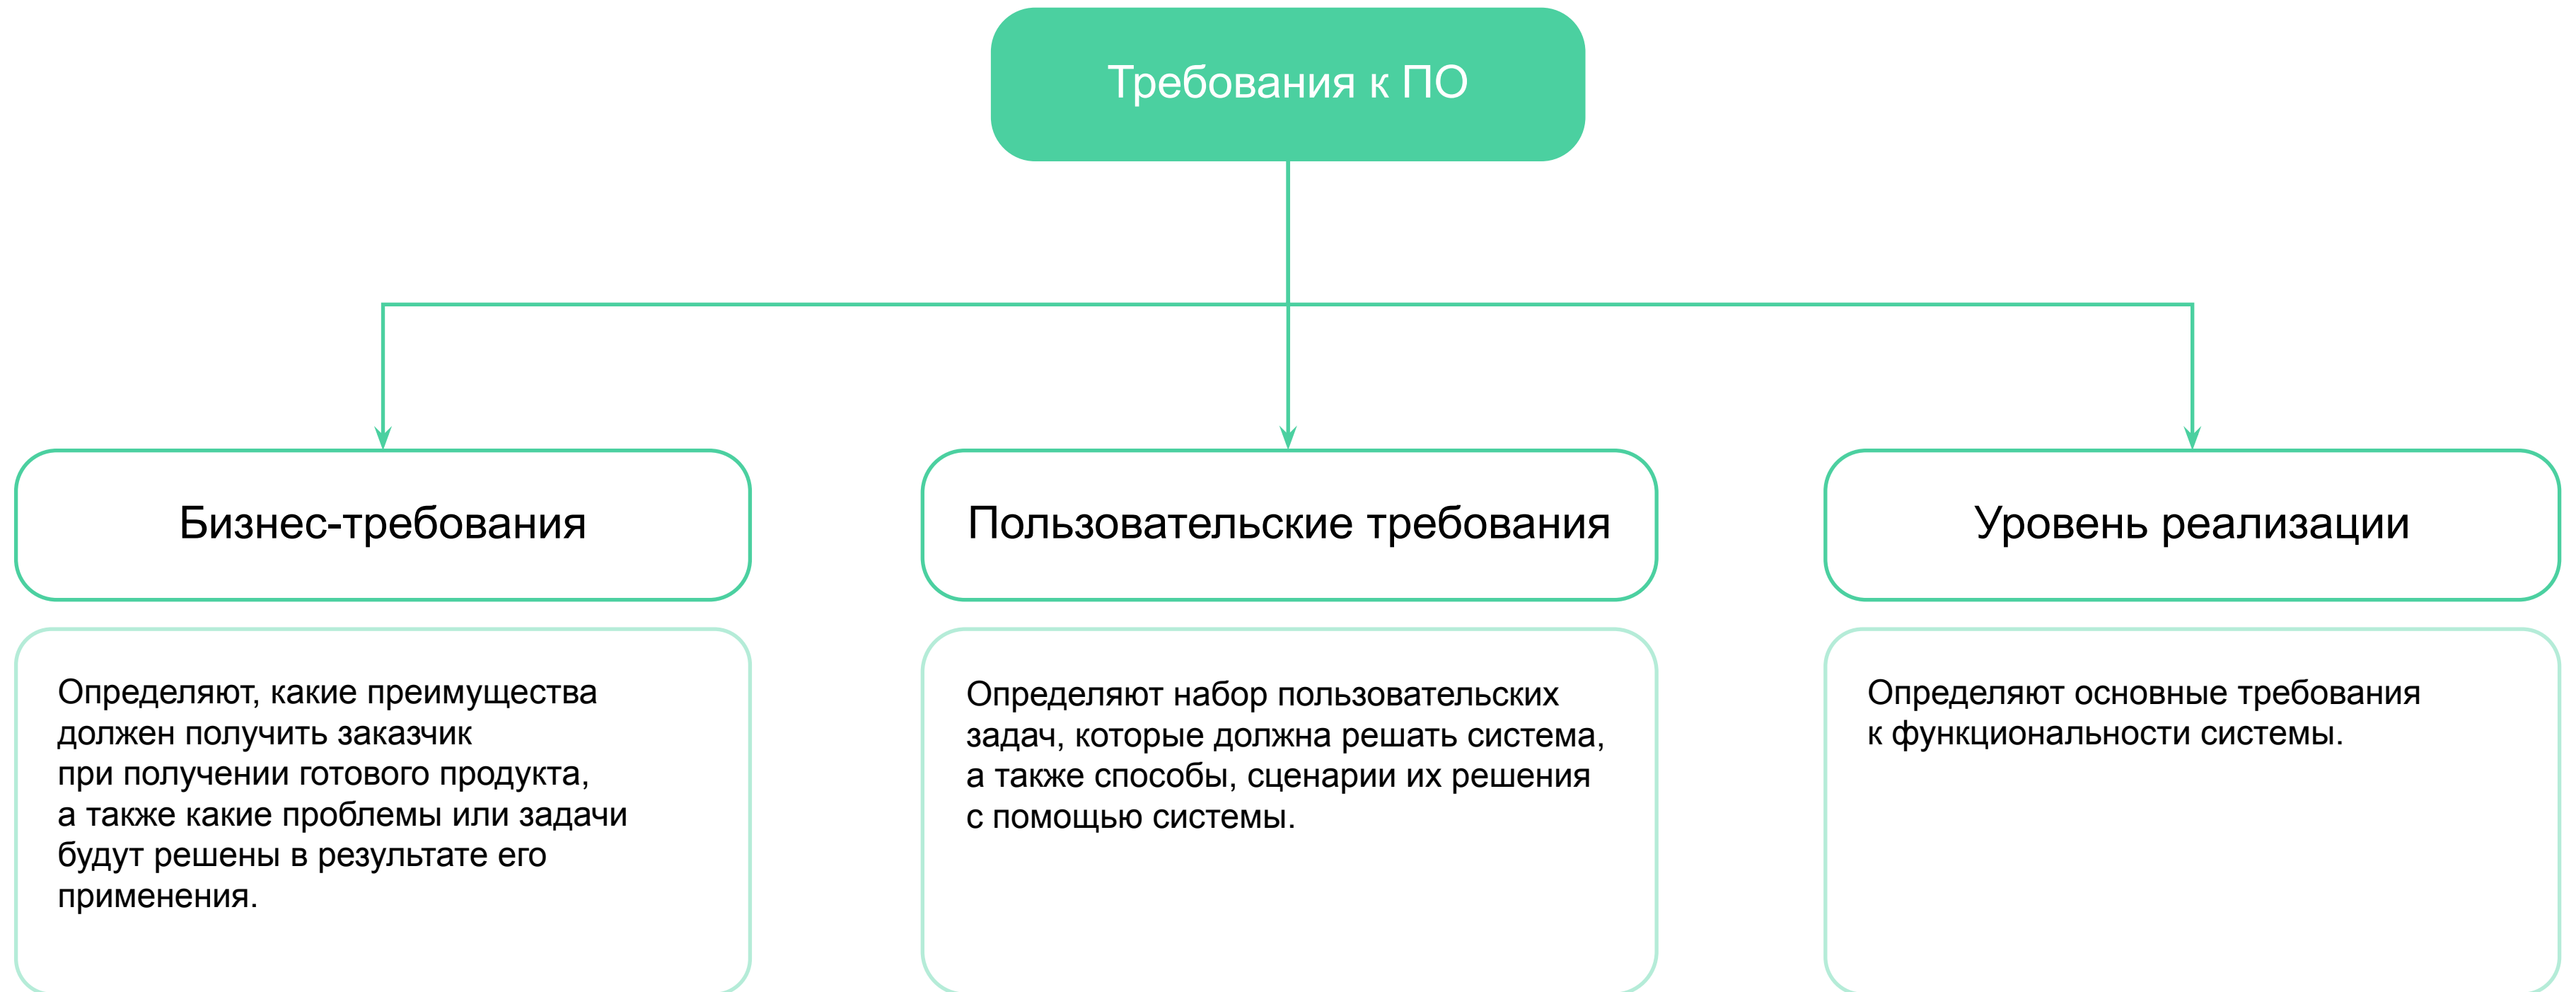 Требования к ПО
Бизнес-требования
Пользовательские требования
Уровень реализации
Определяют, какие преимущества
должен получить заказчик
при получении готового продукта,
а также какие проблемы или задачи
будут решены в результате его
применения.
Определяют набор пользовательских
задач, которые должна решать система,
а также способы, сценарии их решения
с помощью системы.
Определяют основные требования
к функциональности системы.